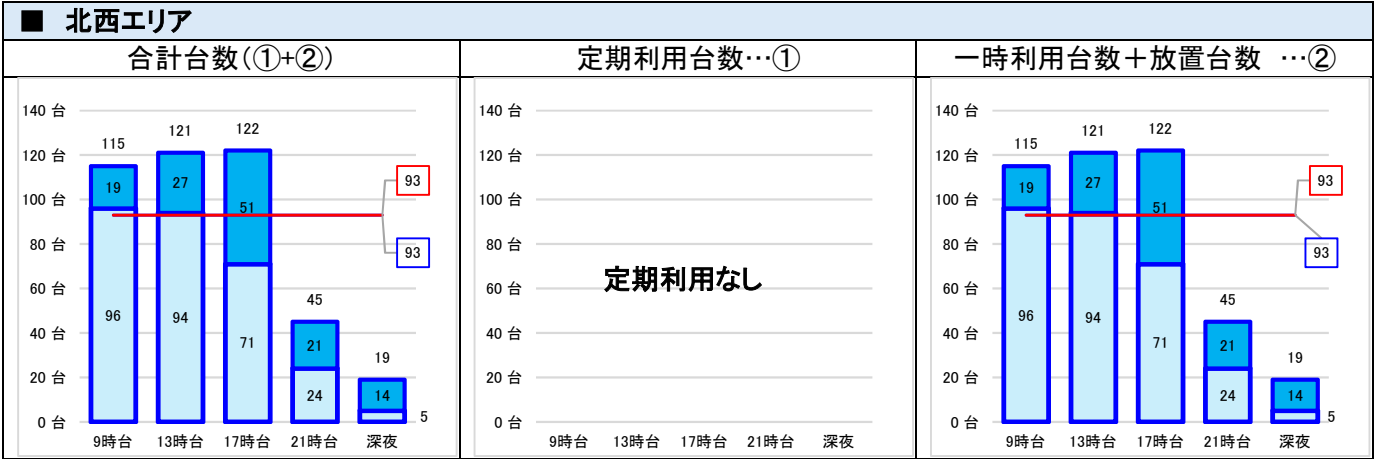 ■ 北西エリア
合計台数(①+②)
140 台
120 台
100 台
80 台
60 台
40 台
20 台
0 台
115
121
122
45
19
19
27
51
21
14
96
94
71
24
5
93
93
9時台 13時台 17時台 21時台 深夜
定期利用台数…①
140 台
120 台
100 台
80 台
60 台
40 台
20 台
0 台
定期利用なし
9時台 13時台 17時台 21時台 深夜
一時利用台数+放置台数 …②
140 台
120 台
100 台
80 台
60 台
40 台
20 台
0 台
115
121
122
45
19
19
27
51
21
14
96
94
71
24
5
93
93
9時台 13時台 17時台 21時台 深夜